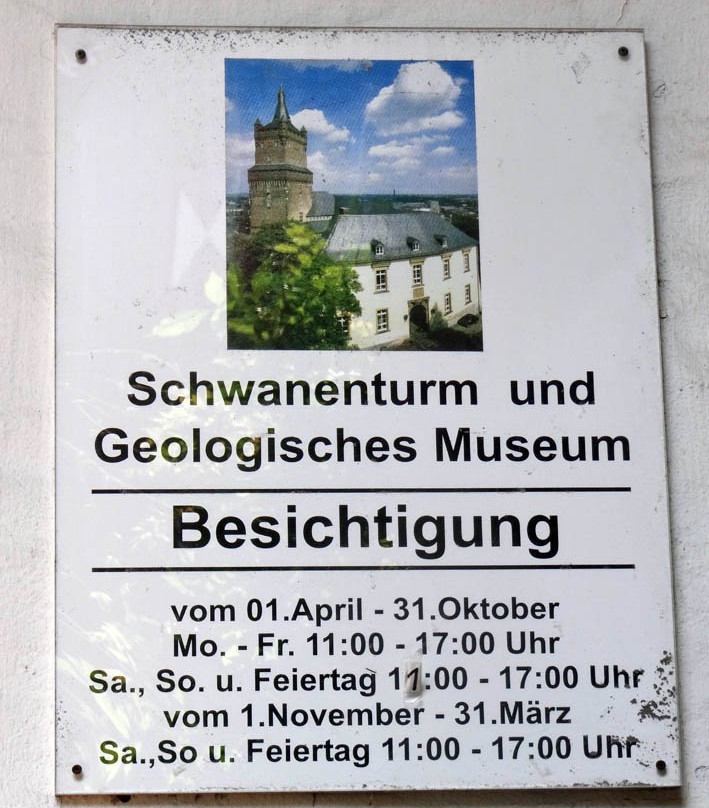 Schwanenturm und
Geologisches Museum
Besichtigung
vom 01.April - 31.Oktober
Mo. - Fr. 11:00 - 17:00 Uhr
Sa., So. u. Feiertag 11:00 - 17:00 Uhr
vom 1.November - 31.März
Sa.,So u. Feiertag 11:00 - 17:00 Uhr